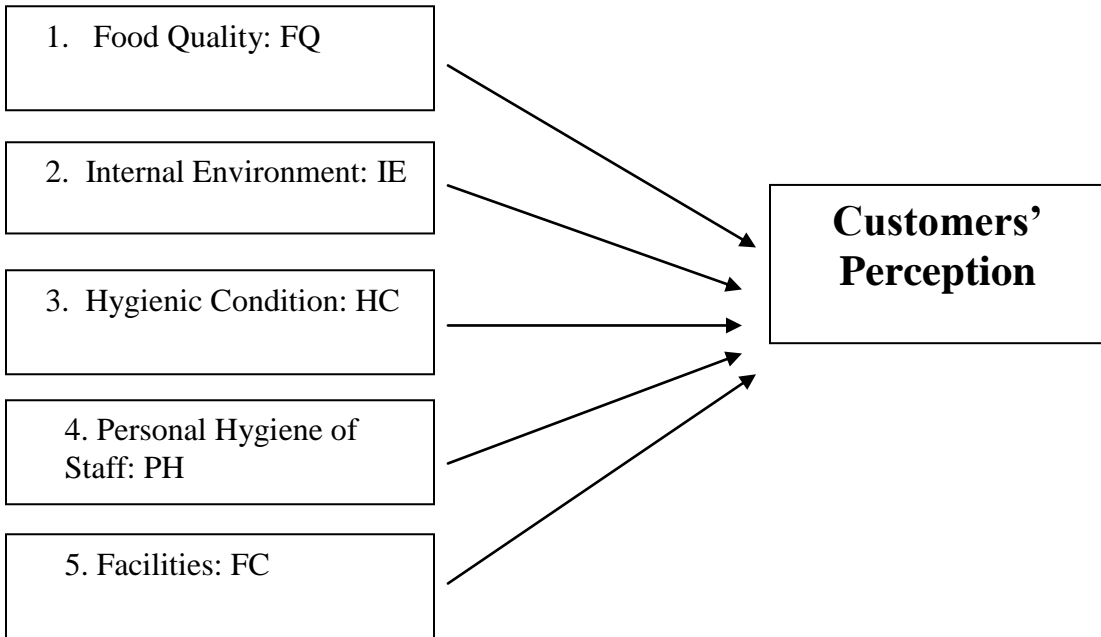 1. Food Quality: FQ
2. Internal Environment: IE
3. Hygienic Condition: HC
4. Personal Hygiene of
Staff: PH
5. Facilities: FC
Customers’
Perception